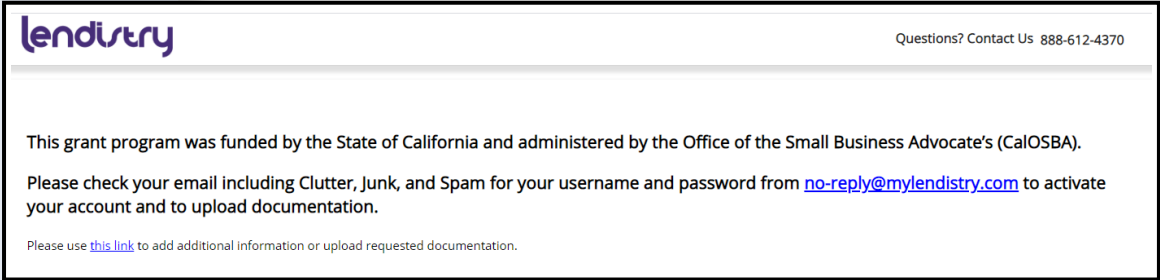 lendistry
Questions? Contact Us 888-612-4370
This grant program was funded by the State of California and administered by the Office of the Small Business Advocate's (CalOSBA).
Please check your email including Clutter, Junk, and Spam for your username and password from no-reply@mylendistry.com to activate
your account and to upload documentation.
Please use this link to add additional information or upload requested documentation.